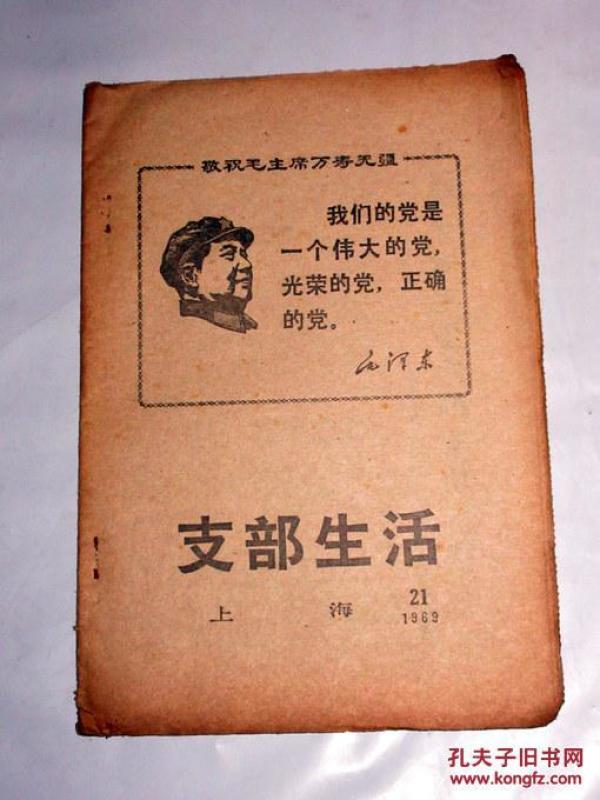 敬祝毛主席万寿无疆
我们的党是
一个伟大的党，
光荣的党，正确
的党。
毛泽东
支部生活
上海
21
1969
孔夫子旧书网
www.kongfz.com